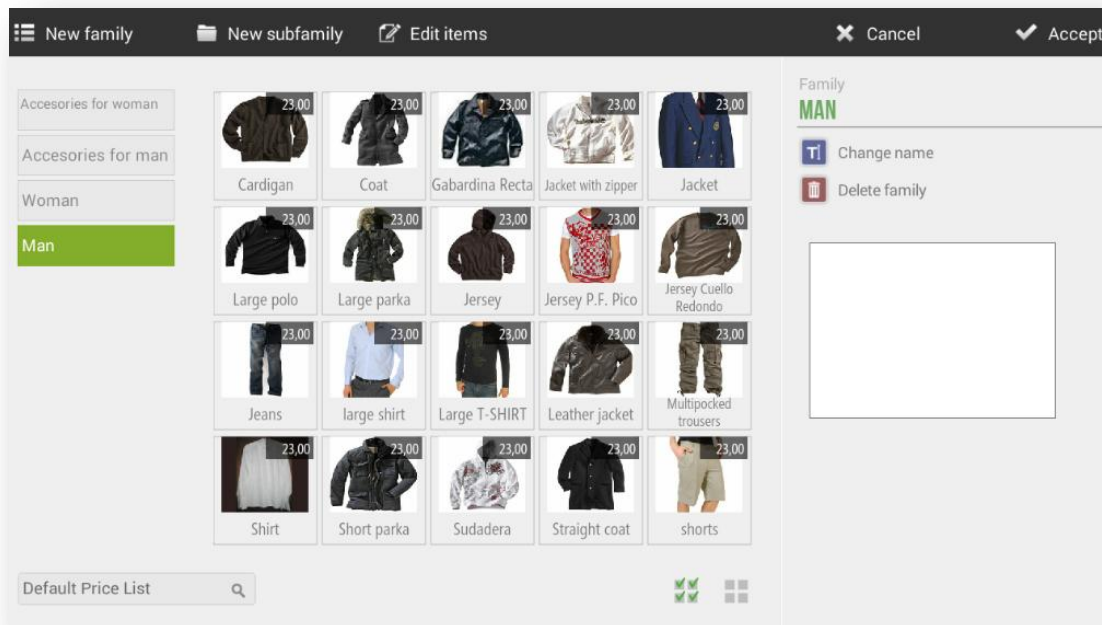 New family
New subfamily
Edit items
Cancel
Accept
Accesories for woman
Accesories for man
Woman
Man
23,00
Cardigan
23,00
Coat
23,00
Gabardina Recta
23,00
Jacket with zipper
23,00
Jacket
23,00
Large polo
23,00
Large parka
23,00
Jersey
23,00
Jersey P.F. Pico
23,00
Jersey Cuello
Redondo
23,00
Jeans
23,00
large shirt
23,00
Large T-SHIRT
23,00
Leather jacket
23,00
Multipocked
trousers
23,00
Shirt
23,00
Short parka
23,00
Sudadera
23,00
Straight coat
23,00
shorts
Default Price List
Family
MAN
Change name
Delete family